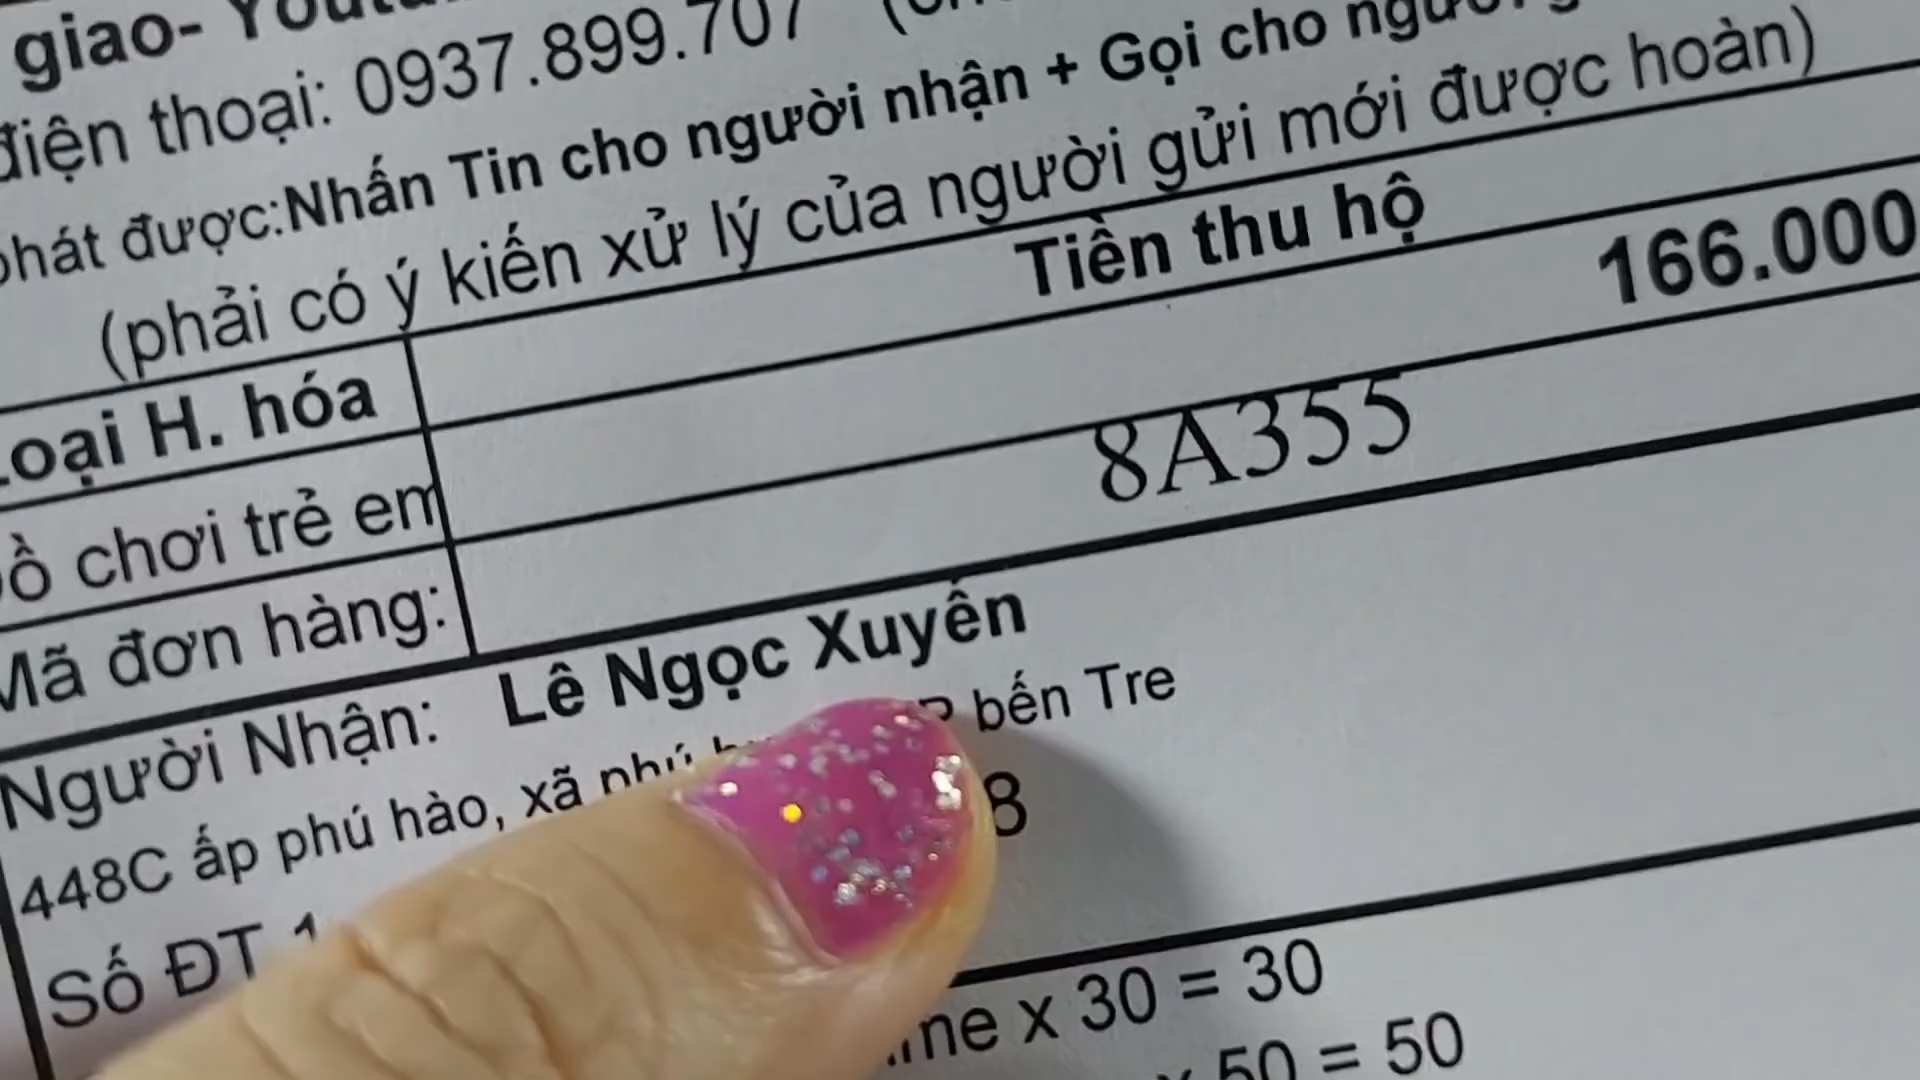 giao-
điện thoại: 0937.899.707
phát được:Nhấn Tin cho người nhận + Gọi cho
(phải có ý kiến xử lý của người gửi mới được hoàn)
Loại H. hóa Tiền thu hộ
Đồ chơi trẻ em 166.000
Mã đơn hàng: 8A355
Người Nhận: Lê Ngọc Xuyến
448C ấp phú hào, xã phú bến Tre
Số ĐT 8
x 30 = 30
50 = 50